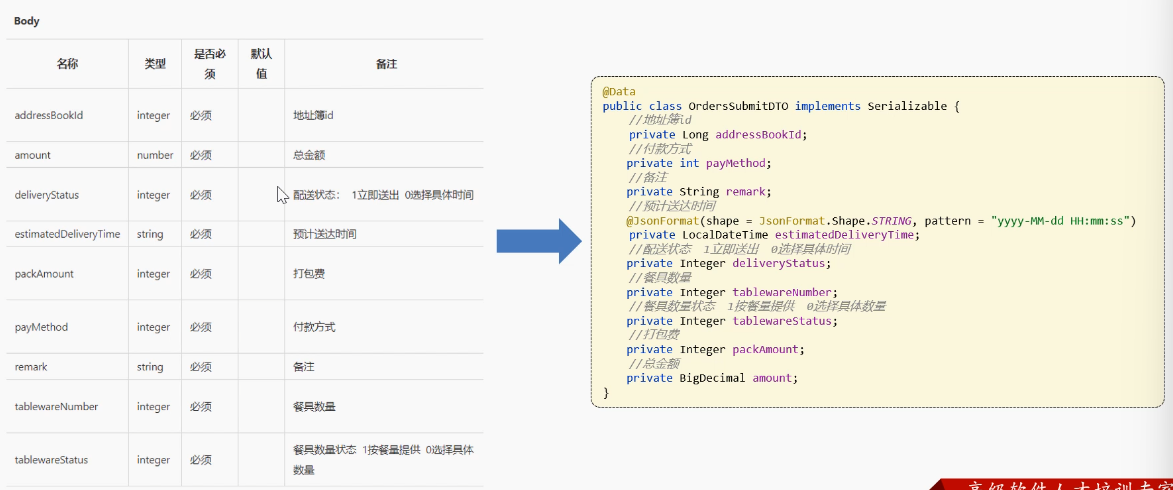 Body
名称 类型 是否必须 默认值 备注
addressBookId integer 必须 地址簿id
amount number 必须 总金额
deliveryStatus integer 必须 配送状态： 1立即送出 0选择具体时间
estimatedDeliveryTime string 必须 预计送达时间
packAmount integer 必须 打包费
payMethod integer 必须 付款方式
remark string 必须 备注
tablewareNumber integer 必须 餐具数量
tablewareStatus integer 必须 餐具数量状态 1按餐量提供 0选择具体
数量
@Data
public class OrdersSubmitDTO implements Serializable {
//地址簿id
private Long addressBookId;
//付款方式
private int payMethod;
//备注
private String remark;
//预计送达时间
@JsonFormat(shape = JsonFormat.Shape.STRING, pattern = "yyyy-MM-dd HH:mm:ss")
private LocalDateTime estimatedDeliveryTime;
//配送状态 1立即送出 0选择具体时间
private Integer deliveryStatus;
//餐具数量
private Integer tablewareNumber;
//餐具数量状态 1按餐量提供 0选择具体数量
private Integer tablewareStatus;
//打包费
private Integer packAmount;
//总金额
private BigDecimal amount;
}
高级软件人才培训专家